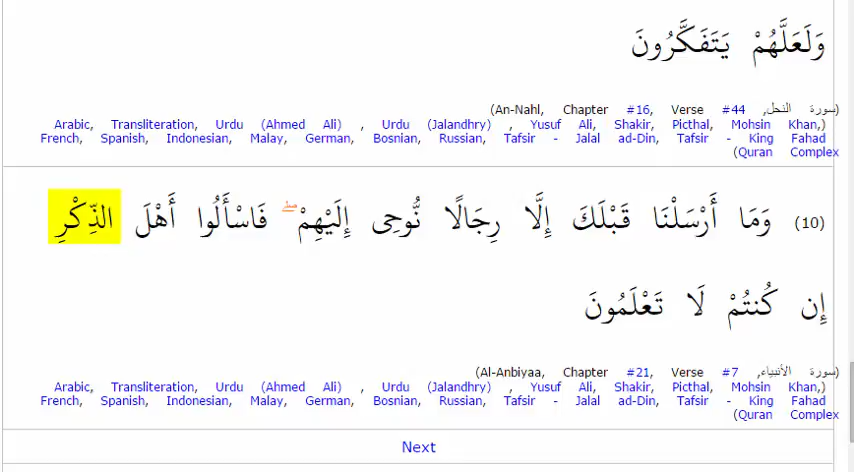 وَلَعَلَّهُمْ يَتَفَكَّرُونَ
(An-Nahl, Chapter #16, Verse #44 ,سورة النحل)
Arabic, Transliteration, Urdu (Ahmed Ali) , Urdu (Jalandhry) , Yusuf Ali, Shakir, Picthal, Mohsin Khan,)
French, Spanish, Indonesian, Malay, German, Bosnian, Russian, Tafsir - Jalal ad-Din, Tafsir - King Fahad
(Quran Complex
(10) وَمَا أَرْسَلْنَا قَبْلَكَ إِلَّا رِجَالًا نُّوحِي إِلَيْهِمْ ۖ فَاسْأَلُوا أَهْلَ الذِّكْرِ
إِن كُنتُمْ لَا تَعْلَمُونَ
(Al-Anbiyaa, Chapter #21, Verse #7 ,سورة الأنبياء)
Arabic, Transliteration, Urdu (Ahmed Ali) , Urdu (Jalandhry) , Yusuf Ali, Shakir, Picthal, Mohsin Khan,)
French, Spanish, Indonesian, Malay, German, Bosnian, Russian, Tafsir - Jalal ad-Din, Tafsir - King Fahad
(Quran Complex
Next